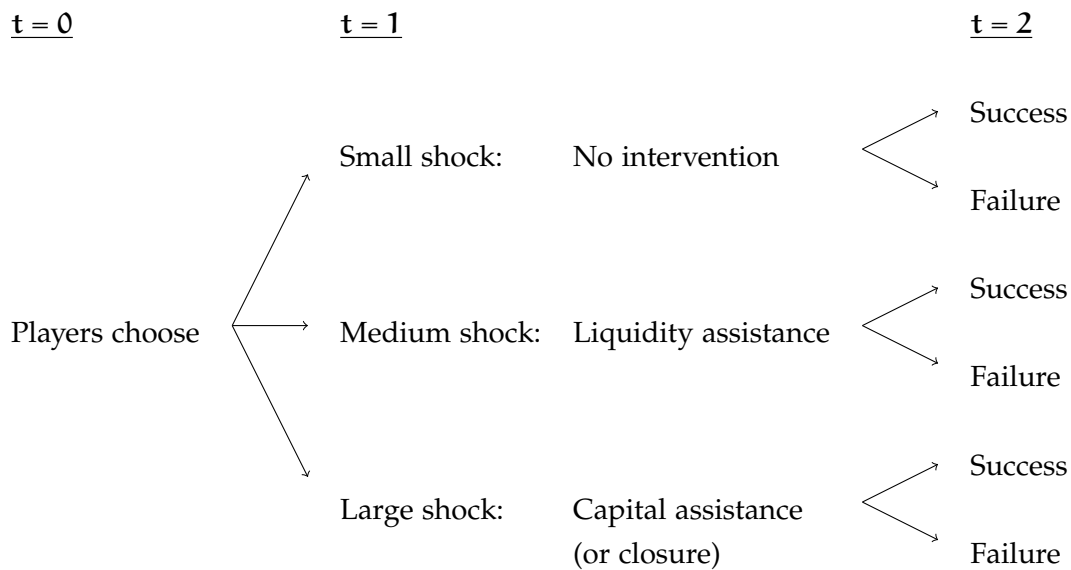 t = 0 t = 1 t = 2
Success
Small shock: No intervention
Failure
Success
Players choose Medium shock: Liquidity assistance
Failure
Success
Large shock: Capital assistance
(or closure)
Failure